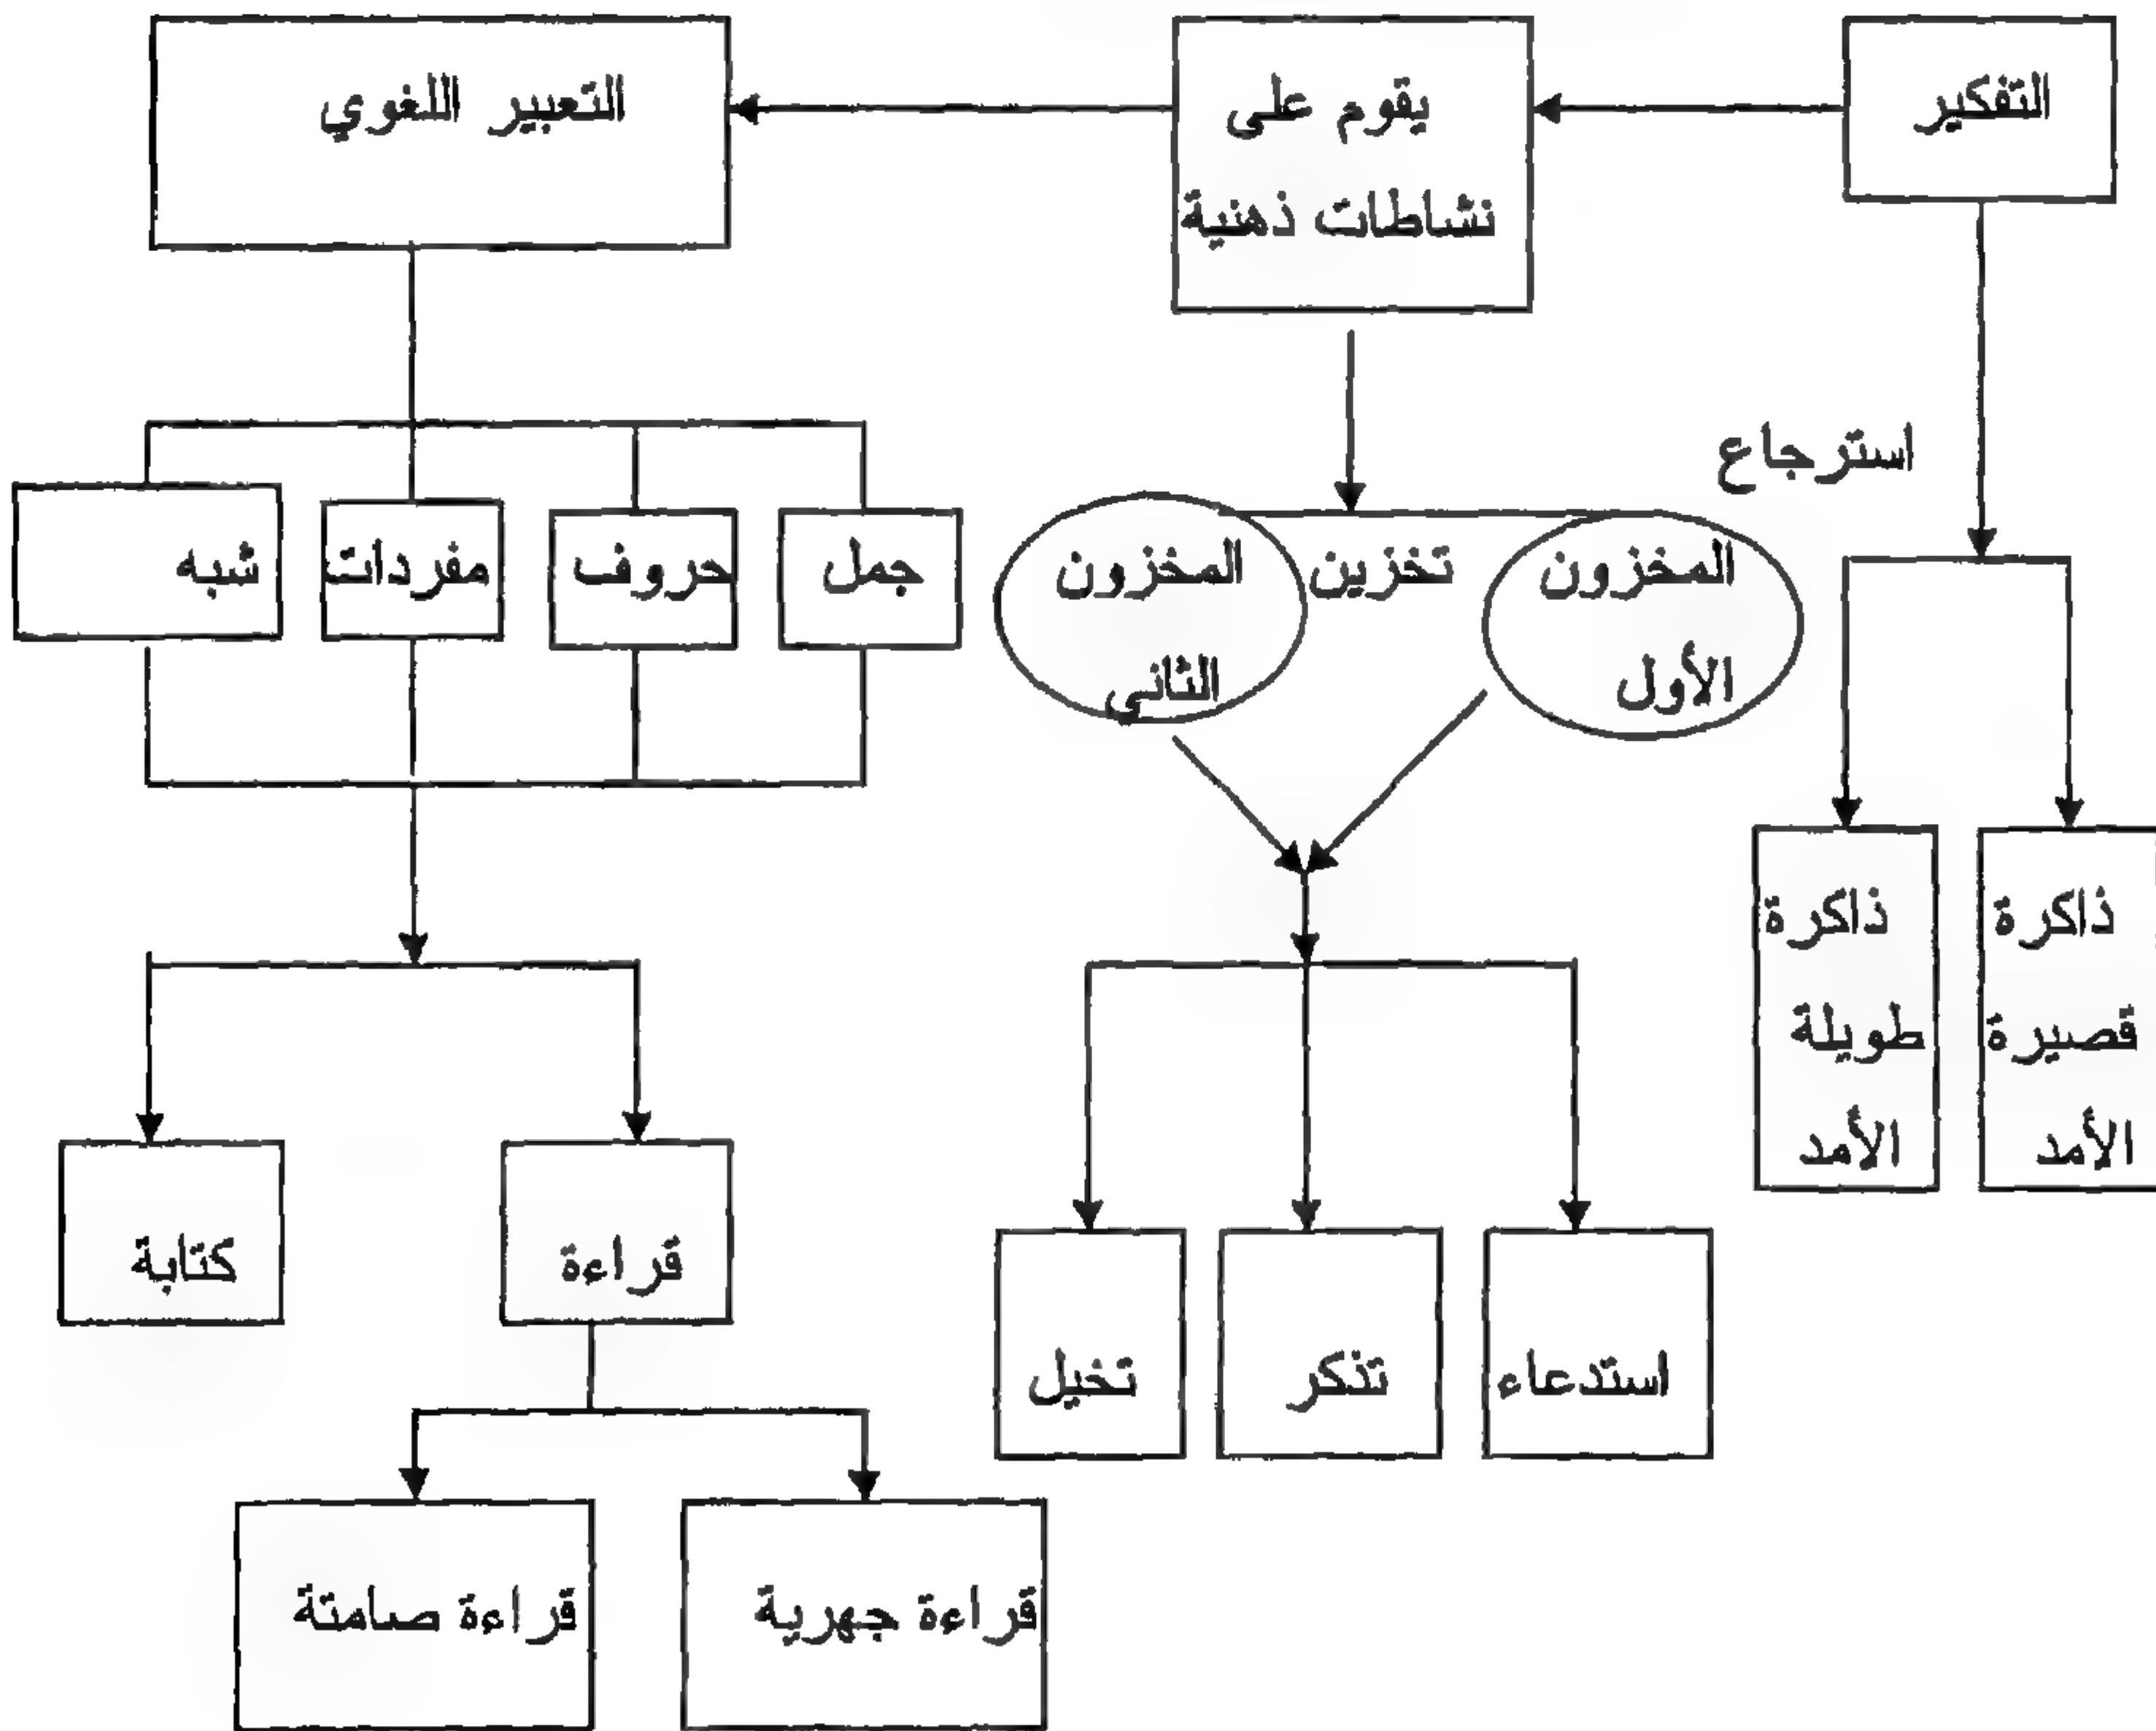 التفكير
يقوم على
نشاطات ذهنية
التعبير اللغوي
استرجاع
المخزون
الأول
تخزين
المخزون
الثاني
جمل
حروف
مفردات
شبه
ذاكرة
قصيرة
الأمد
ذاكرة
طويلة
الأمد
استدعاء
تذكر
تخيل
قراءة
كتابة
قراءة جهرية
قراءة صامتة